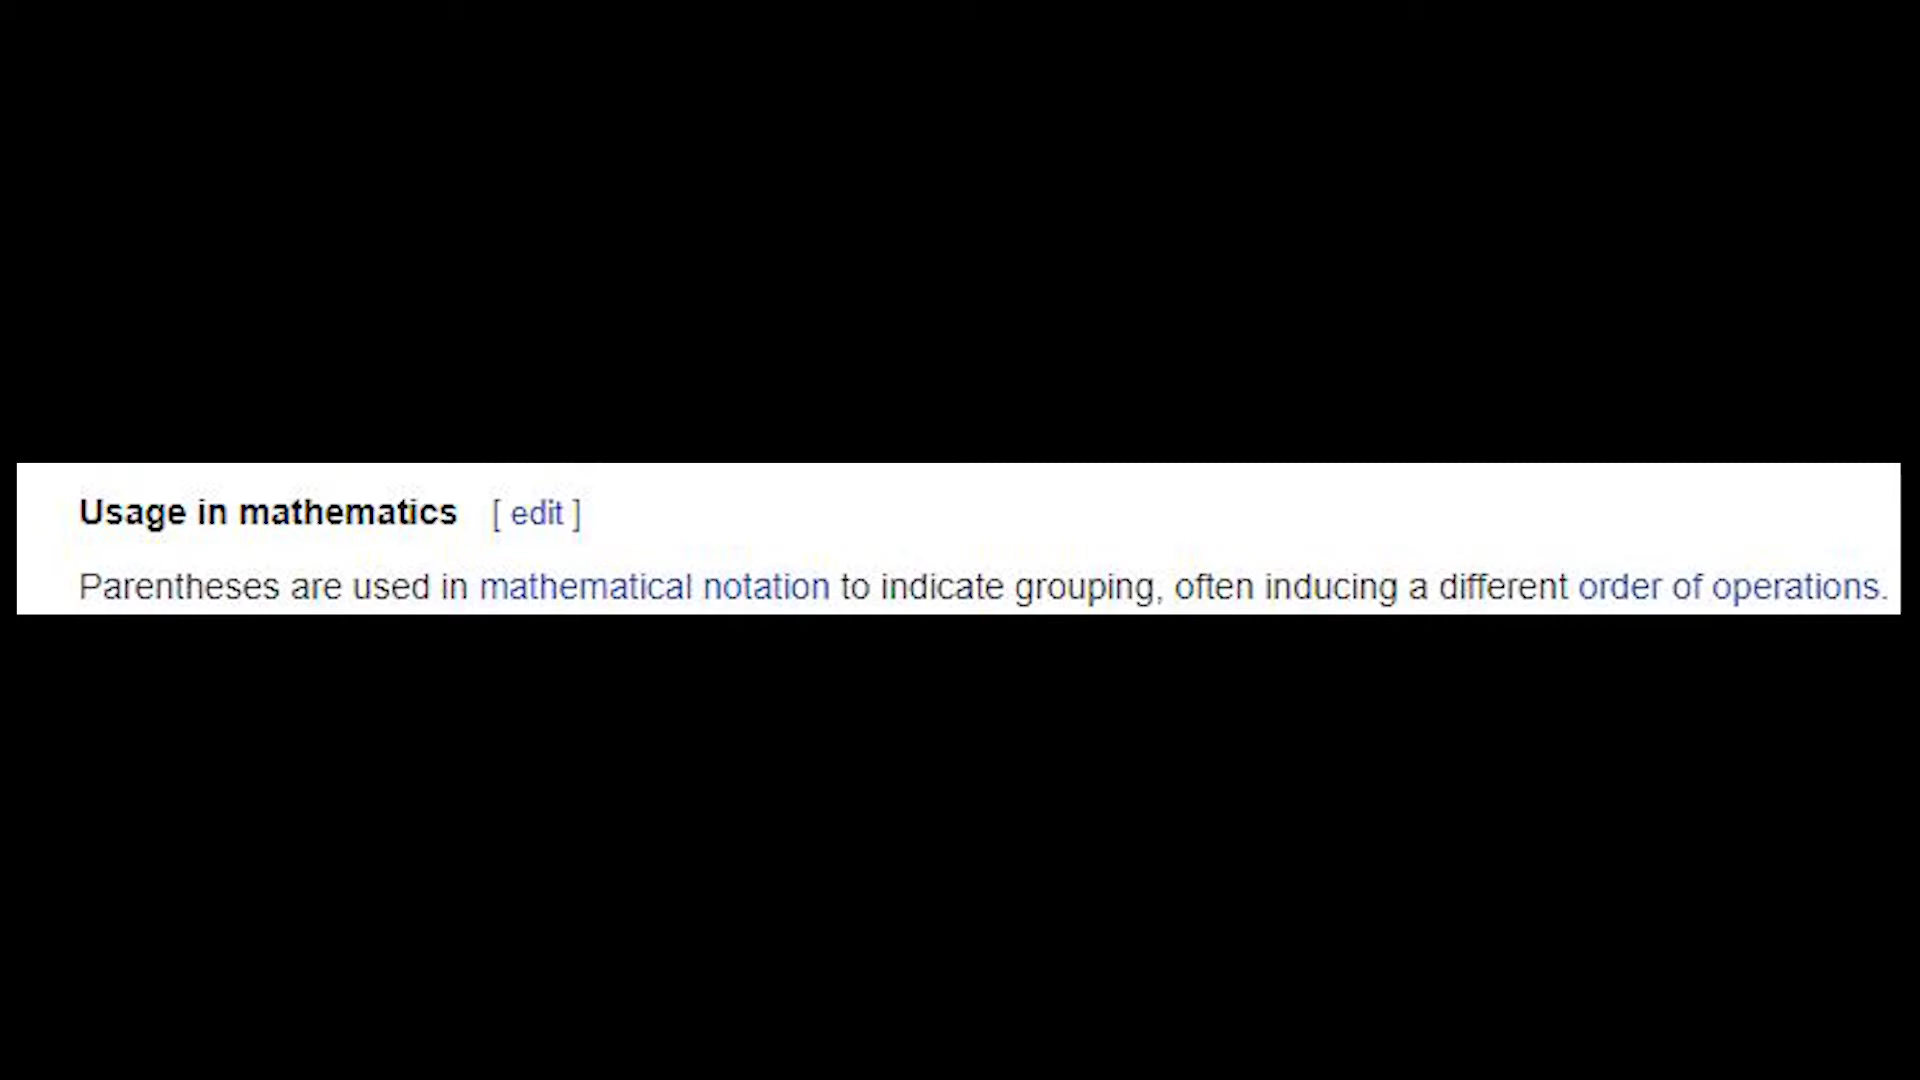 Usage in mathematics [ edit ]
Parentheses are used in mathematical notation to indicate grouping, often inducing a different order of operations.